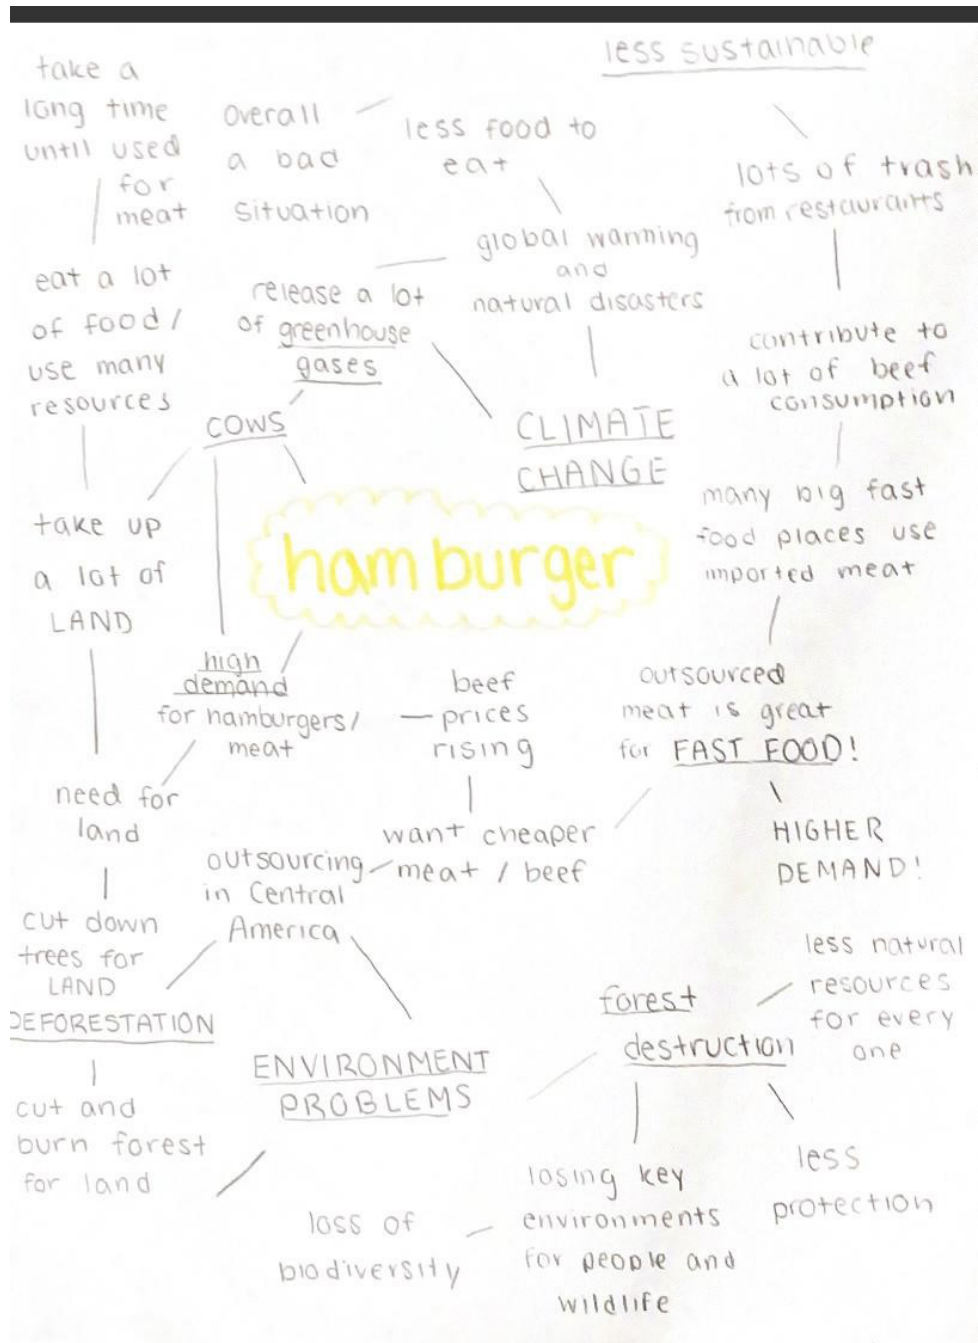 less sustainable
take a
long time
until used
for
meat
Overall
a bad
situation
less food to
eat
lots of trash
from restaurants
global warming
and
natural disasters
eat a lot
of food /
use many
resources
release a lot
of greenhouse
gases
contribute to
a lot of beef
consumption
COWS
CLIMATE
CHANGE
many big fast
food places use
imported meat
take up
a lot of
LAND
hamburger
high
demand
for hamburgers/
meat
beef
prices
rising
outsourced
meat is great
for FAST FOOD!
need for
land
want cheaper
meat / beef
HIGHER
DEMAND!
outsourcing
in Central
America
cut down
trees for
LAND
DEFORESTATION
less natural
resources
for every
one
forest
destruction
ENVIRONMENT
PROBLEMS
cut and
burn forest
for land
losing key
environments
for people and
wildlife
less
protection
loss of
biodiversity